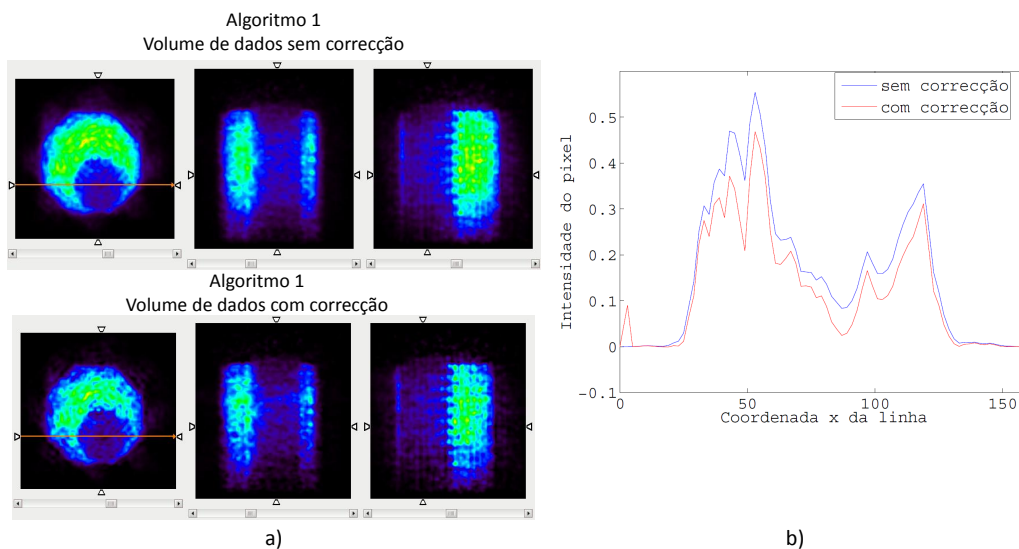 Algoritmo 1
Volume de dados sem correcção
Algoritmo 1
Volume de dados com correcção
a)
sem correcção
com correcção
Intensidade do pixel
0.5
0.4
0.3
0.2
0.1
0
-0.1
0
50
100
150
Coordenada x da linha
b)